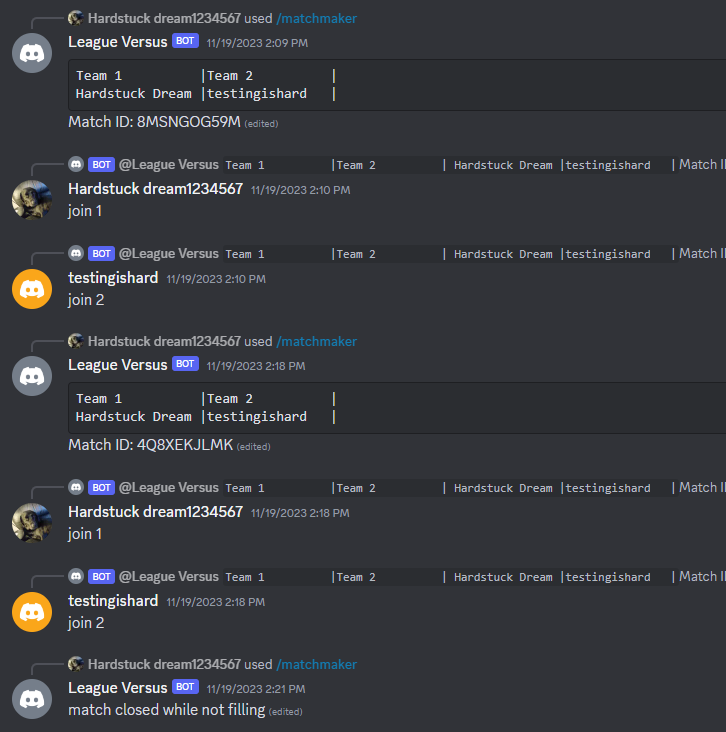 Hardstuck dream1234567 used /matchmaker
League Versus BOT 11/19/2023 2:09 PM
Team 1 |Team 2 |
Hardstuck Dream |testingishard |
Match ID: 8MSNGOG59M (edited)
BOT @League Versus Team 1 |Team 2 | Hardstuck Dream |testingishard | Match
Hardstuck dream1234567 11/19/2023 2:10 PM
join 1
BOT @League Versus Team 1 |Team 2 | Hardstuck Dream |testingishard | Match
testingishard 11/19/2023 2:10 PM
join 2
Hardstuck dream1234567 used /matchmaker
League Versus BOT 11/19/2023 2:18 PM
Team 1 |Team 2 |
Hardstuck Dream |testingishard |
Match ID: 4Q8XEKJLMK (edited)
BOT @League Versus Team 1 |Team 2 | Hardstuck Dream |testingishard | Match
Hardstuck dream1234567 11/19/2023 2:18 PM
join 1
BOT @League Versus Team 1 |Team 2 | Hardstuck Dream |testingishard | Match
testingishard 11/19/2023 2:18 PM
join 2
Hardstuck dream1234567 used /matchmaker
League Versus BOT 11/19/2023 2:21 PM
match closed while not filling (edited)